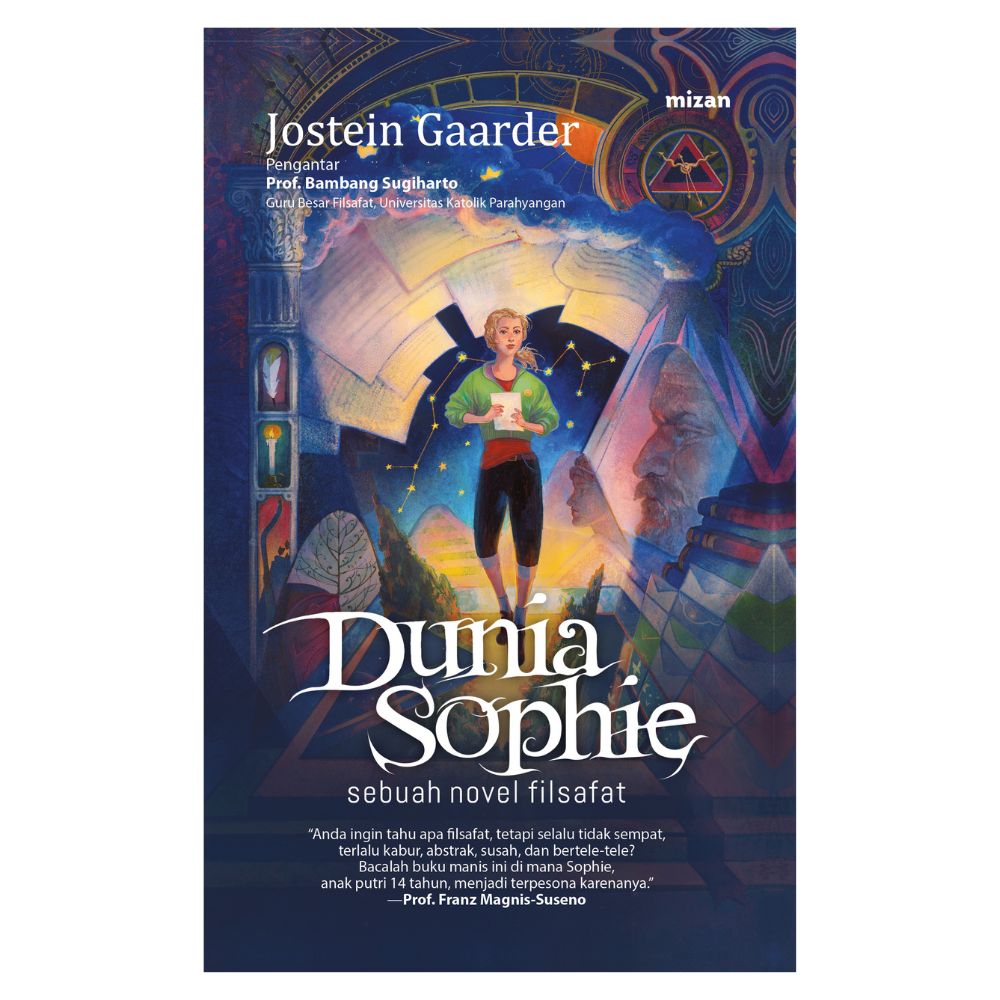 mizan
Jostein Gaarder
Pengantar
Prof. Bambang Sugiharto
Guru Besar Filsafat, Universitas Katolik Parahyangan
Dunia
Sophie
sebuah novel filsafat
“Anda ingin tahu apa filsafat, tetapi selalu tidak sempat,
terlalu kabur, abstrak, susah, dan bertele-tele?
Bacalah buku manis ini di mana Sophie,
anak putri 14 tahun, menjadi terpesona karenanya.”
—Prof. Franz Magnis-Suseno